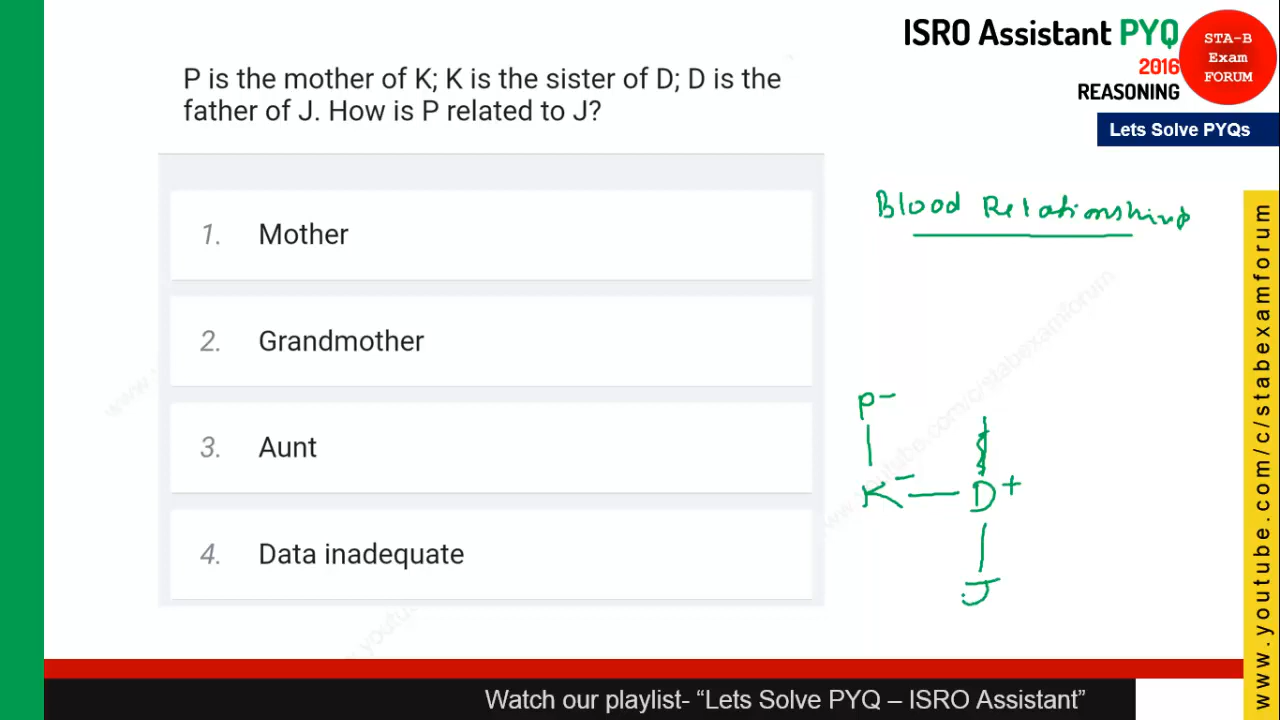 ISRO Assistant PYQ
2016
REASONING
STA-B
Exam
FORUM
Lets Solve PYQs
P is the mother of K; K is the sister of D; D is the
father of J. How is P related to J?
1. Mother
2. Grandmother
3. Aunt
4. Data inadequate
Blood Relationship
P -
K - D +
J
www.youtube.com/c/stabexamforum
Watch our playlist- “Lets Solve PYQ – ISRO Assistant”